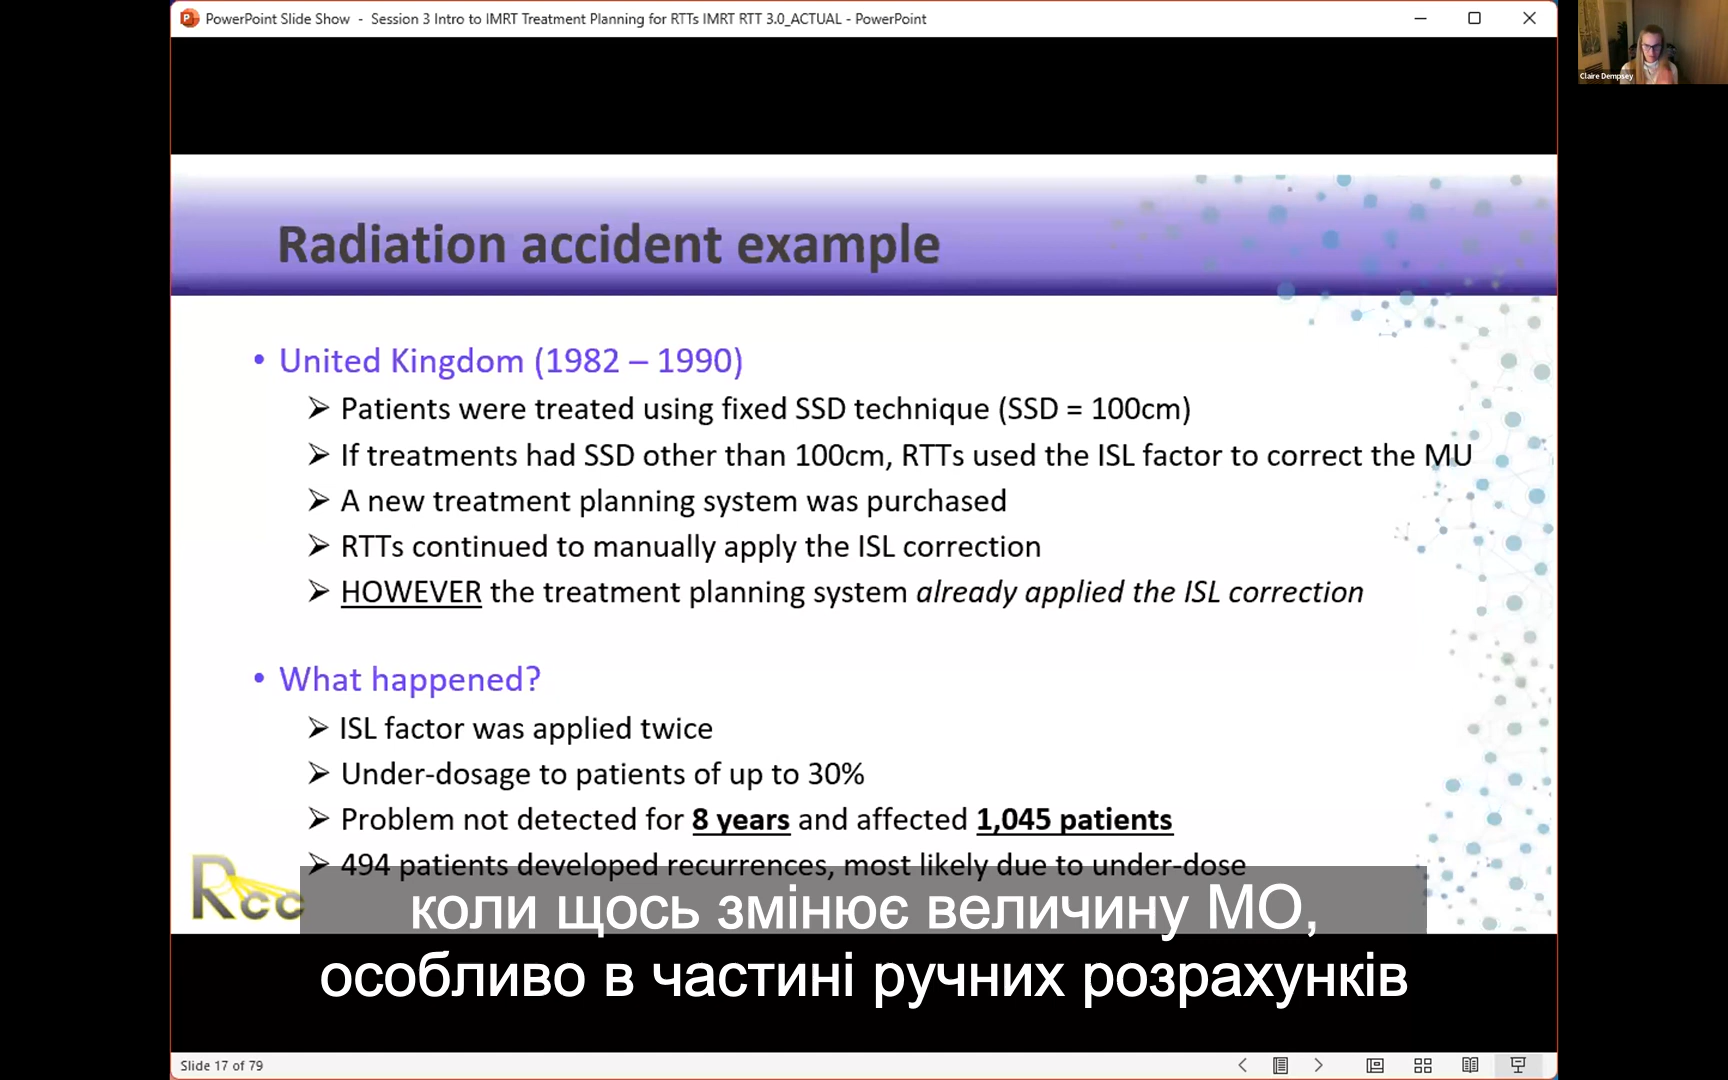 PowerPoint Slide Show - Session 3 Intro to IMRT Treatment Planning for RTTs IMRT RTT 3.0_ACTUAL - PowerPoint
Claire Dempsey
Radiation accident example
• United Kingdom (1982 – 1990)
➢ Patients were treated using fixed SSD technique (SSD = 100cm)
➢ If treatments had SSD other than 100cm, RTTs used the ISL factor to correct the MU
➢ A new treatment planning system was purchased
➢ RTTs continued to manually apply the ISL correction
➢ HOWEVER the treatment planning system already applied the ISL correction
• What happened?
➢ ISL factor was applied twice
➢ Under-dosage to patients of up to 30%
➢ Problem not detected for 8 years and affected 1,045 patients
➢ 494 patients developed recurrences, most likely due to under-dose
Rcc
коли щось змінює величину МО,
особливо в частині ручних розрахунків
Slide 17 of 79